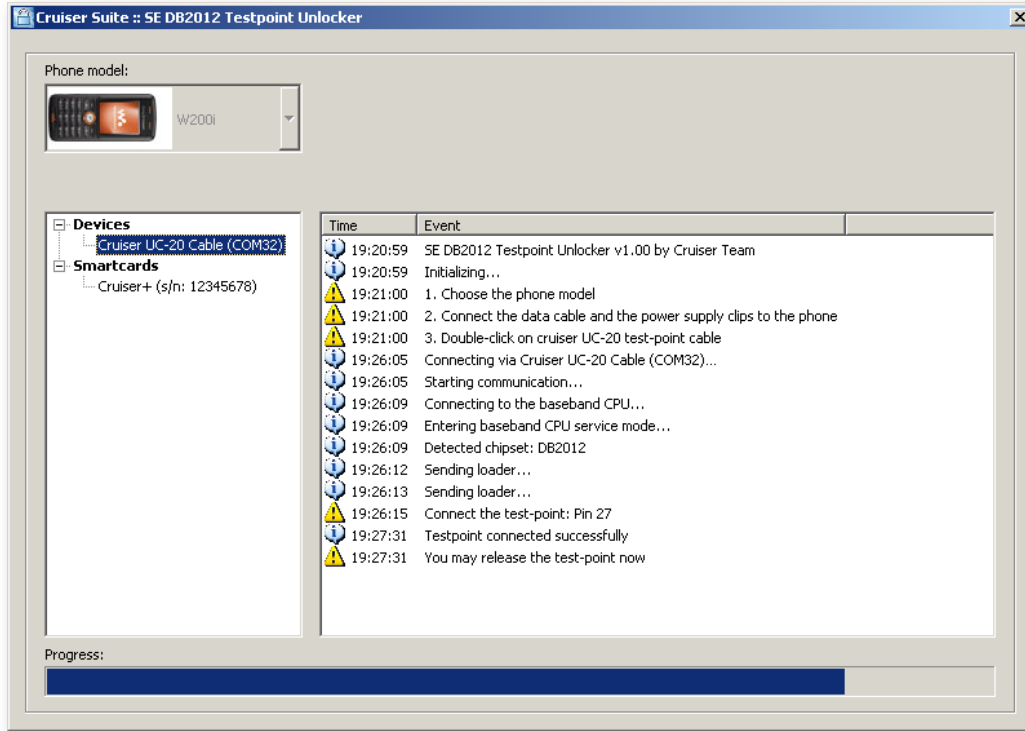 Cruiser Suite :: SE DB2012 Testpoint Unlocker
Phone model:
W200i
Devices
Cruiser UC-20 Cable (COM32)
Smartcards
Cruiser+ (s/n: 12345678)
Time Event
19:20:59 SE DB2012 Testpoint Unlocker v1.00 by Cruiser Team
19:20:59 Initializing...
19:21:00 1. Choose the phone model
19:21:00 2. Connect the data cable and the power supply clips to the phone
19:21:00 3. Double-click on cruiser UC-20 test-point cable
19:26:05 Connecting via Cruiser UC-20 Cable (COM32)...
19:26:05 Starting communication...
19:26:09 Connecting to the baseband CPU...
19:26:09 Entering baseband CPU service mode...
19:26:09 Detected chipset: DB2012
19:26:12 Sending loader...
19:26:13 Sending loader...
19:26:15 Connect the test-point: Pin 27
19:27:31 Testpoint connected successfully
19:27:31 You may release the test-point now
Progress: